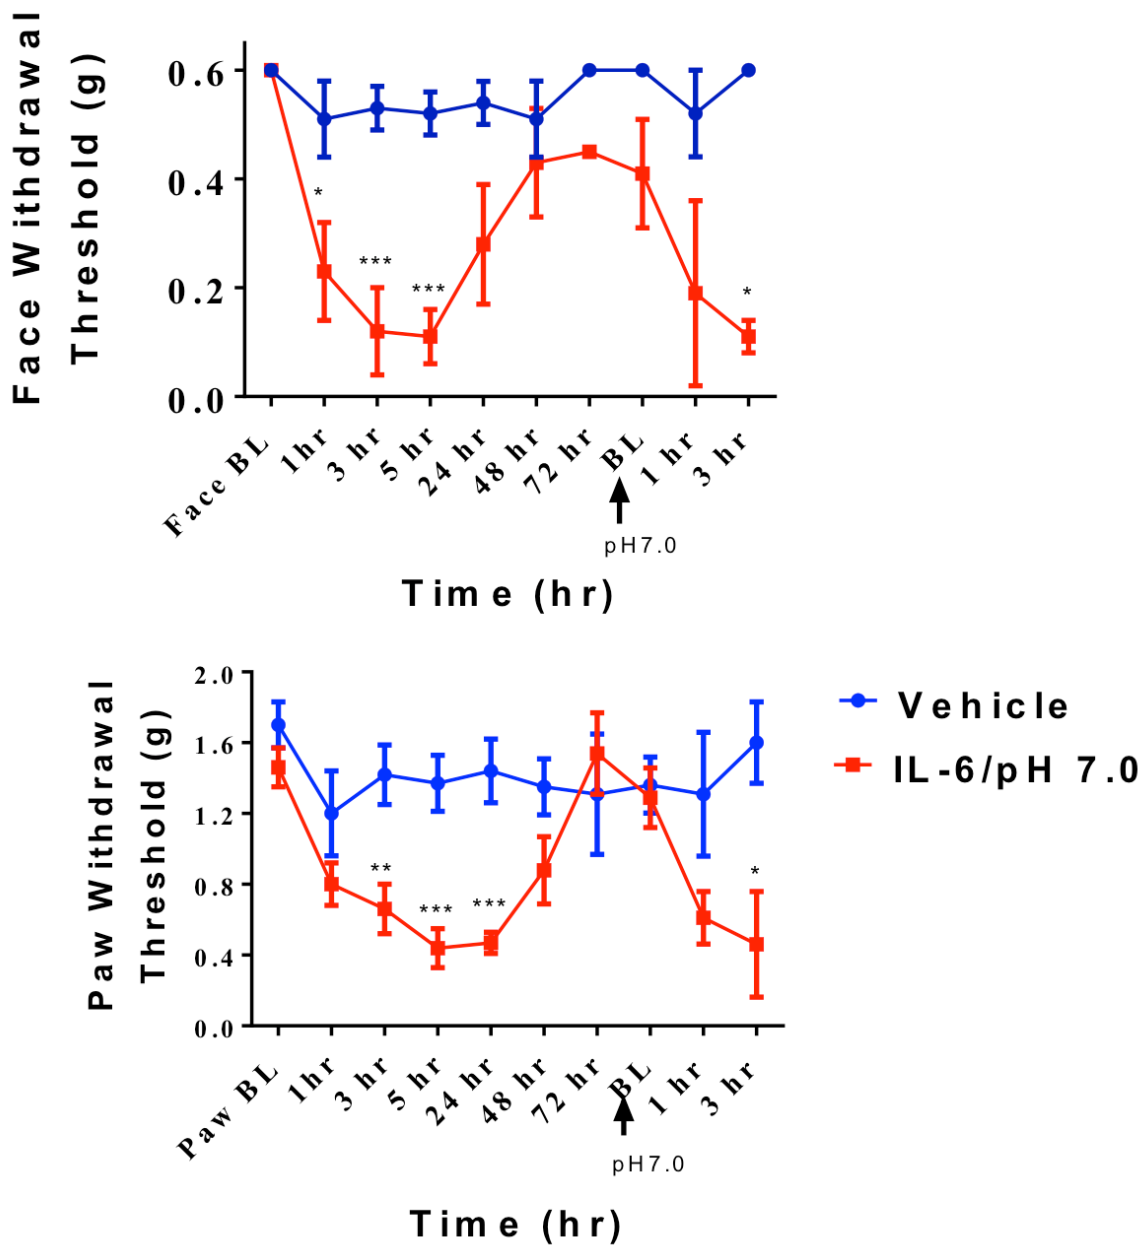 Face Withdrawal
Threshold (g)
0.6
0.4
0.2
0.0
*
***
***
*
Face BL
1hr
3 hr
5 hr
24 hr
48 hr
72 hr
BL
1 hr
3 hr
pH7.0
Time (hr)
Paw Withdrawal
Threshold (g)
2.0
1.6
1.2
0.8
0.4
0.0
**
***
***
*
Paw BL
1hr
3 hr
5 hr
24 hr
48 hr
72 hr
BL
1 hr
3 hr
pH7.0
Time (hr)
Vehicle
IL-6/pH 7.0